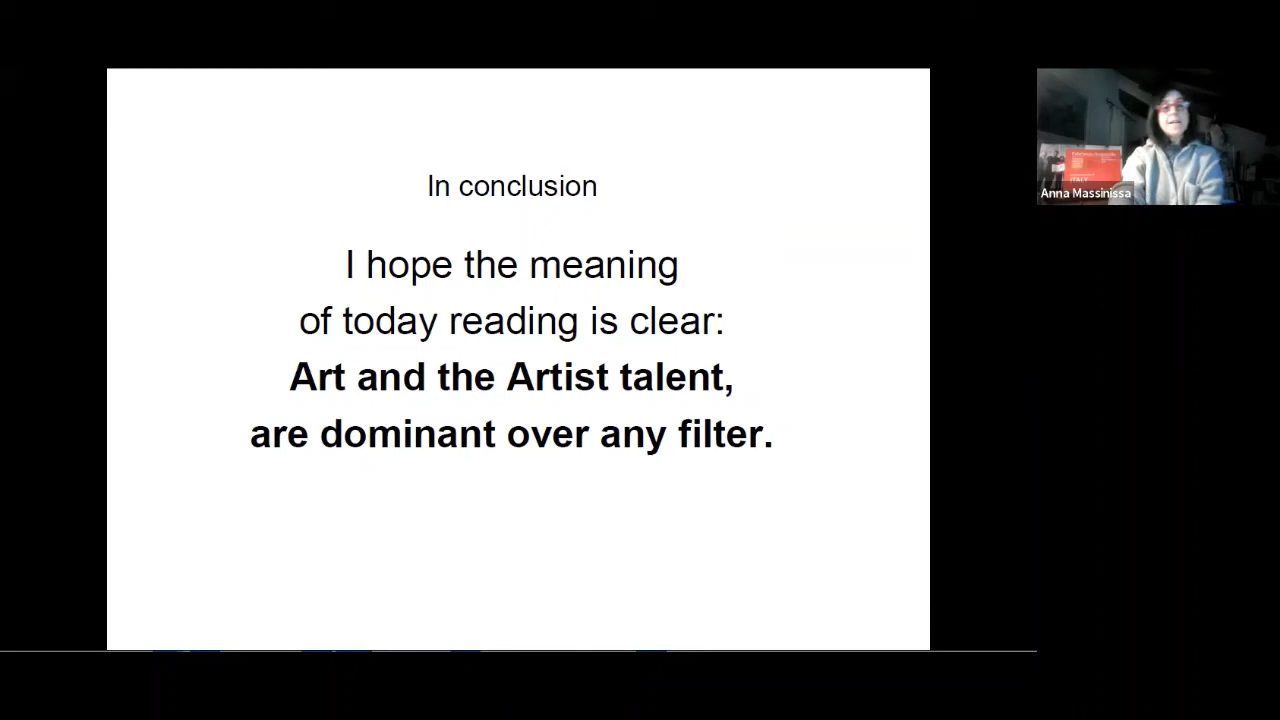 In conclusion
I hope the meaning
of today reading is clear:
Art and the Artist talent,
are dominant over any filter.
ITALY
Anna Massinissa